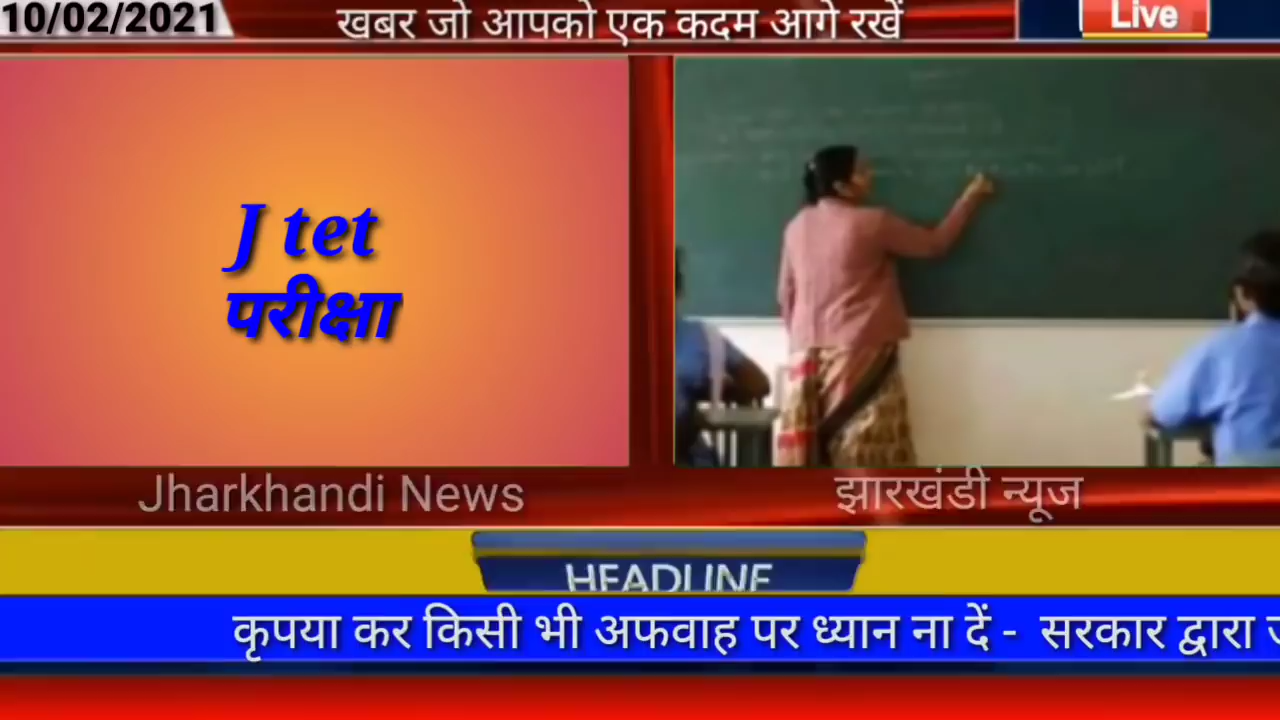 10/02/2021
खबर जो आपको एक कदम आगे रखें
Live
J tet
परीक्षा
Jharkhandi News
झारखंडी न्यूज
HEADLINE
कृपया कर किसी भी अफवाह पर ध्यान ना दें - सरकार द्वारा